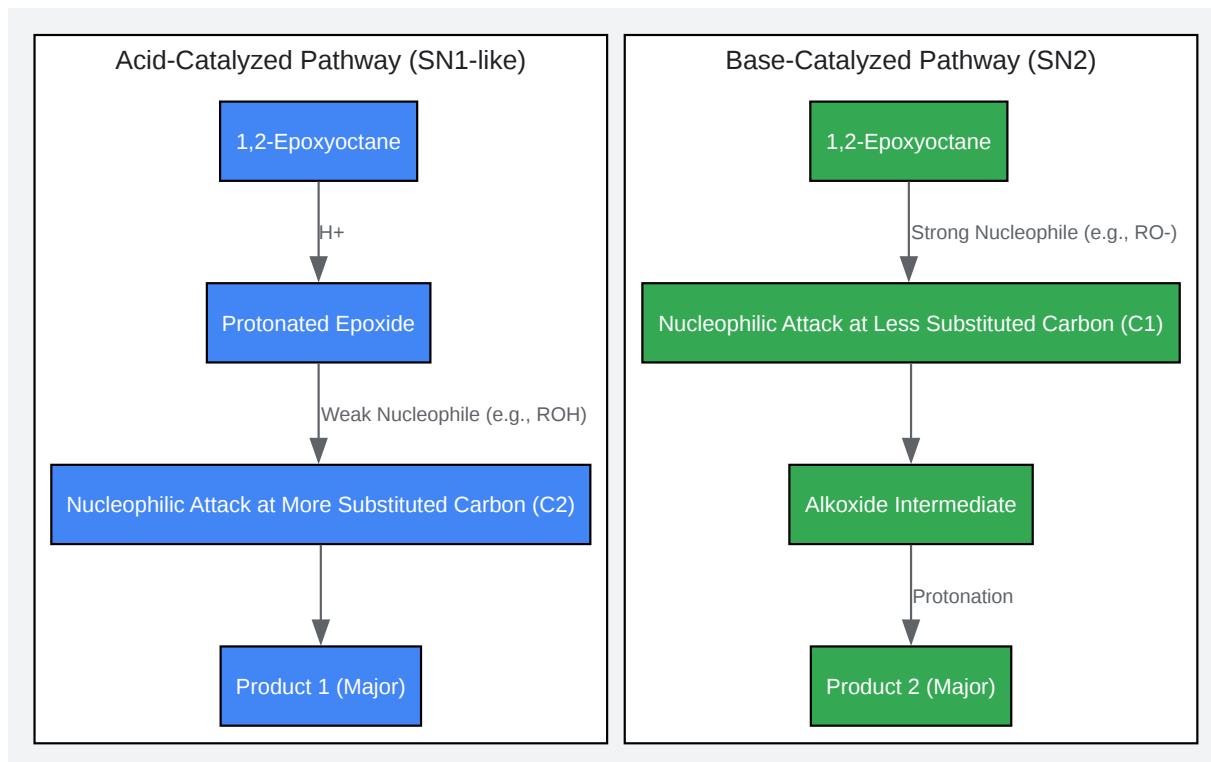 Acid-Catalyzed Pathway (SN1-like)
1,2-Epoxyoctane
H+
Protonated Epoxide
Weak Nucleophile (e.g., ROH)
Nucleophilic Attack at More Substituted Carbon (C2)
Product 1 (Major)
Base-Catalyzed Pathway (SN2)
1,2-Epoxyoctane
Strong Nucleophile (e.g., RO-)
Nucleophilic Attack at Less Substituted Carbon (C1)
Alkoxide Intermediate
Protonation
Product 2 (Major)